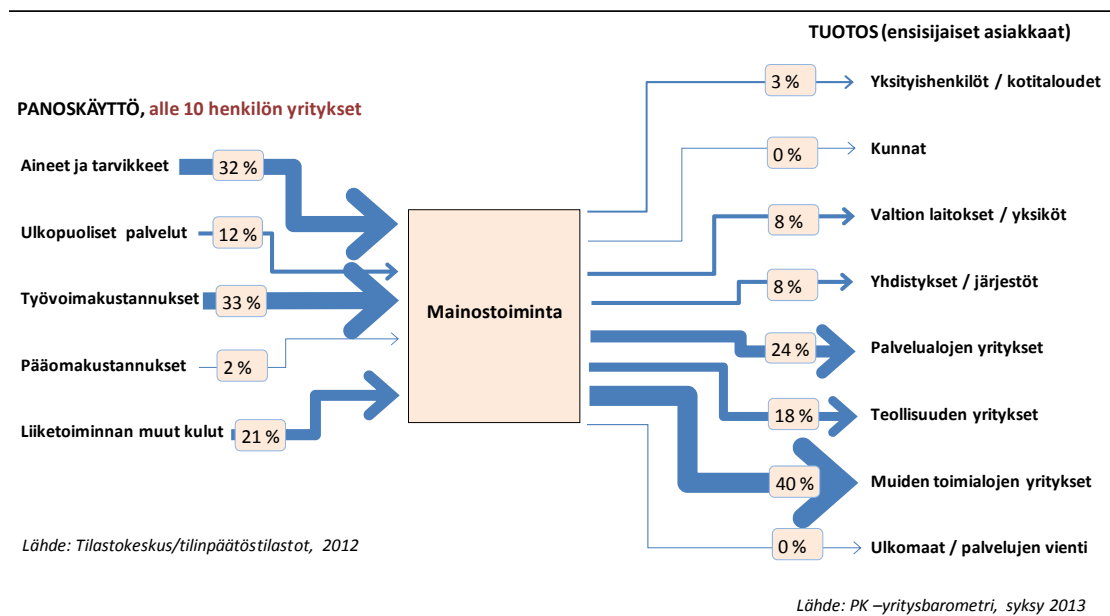 TUOTOS (ensisijaiset asiakkaat)
PANOSKÄYTTÖ, alle 10 henkilön yritykset
Aineet ja tarvikkeet 32 %
Ulkopuoliset palvelut 12 %
Työvoimakustannukset 33 %
Pääomakustannukset 2 %
Liiketoiminnan muut kulut 21 %
Mainostoiminta
3 % Yksityishenkilöt / kotitaloudet
0 % Kunnat
8 % Valtion laitokset / yksiköt
8 % Yhdistykset / järjestöt
24 % Palvelualojen yritykset
18 % Teollisuuden yritykset
40 % Muiden toimialojen yritykset
0 % Ulkomaat / palvelujen vienti
Lähde: Tilastokeskus/tilinpäätöstilastot, 2012
Lähde: PK –yritysbarometri, syksy 2013